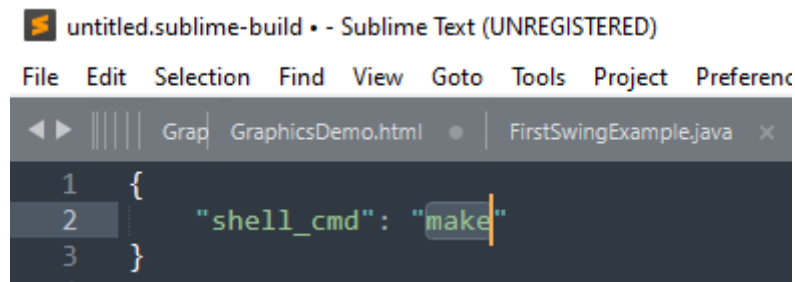 untitled.sublime-build • - Sublime Text (UNREGISTERED)
File Edit Selection Find View Goto Tools Project Preferenc
Grap GraphicsDemo.html FirstSwingExample.java
1 {
2 "shell_cmd": "make"
3 }